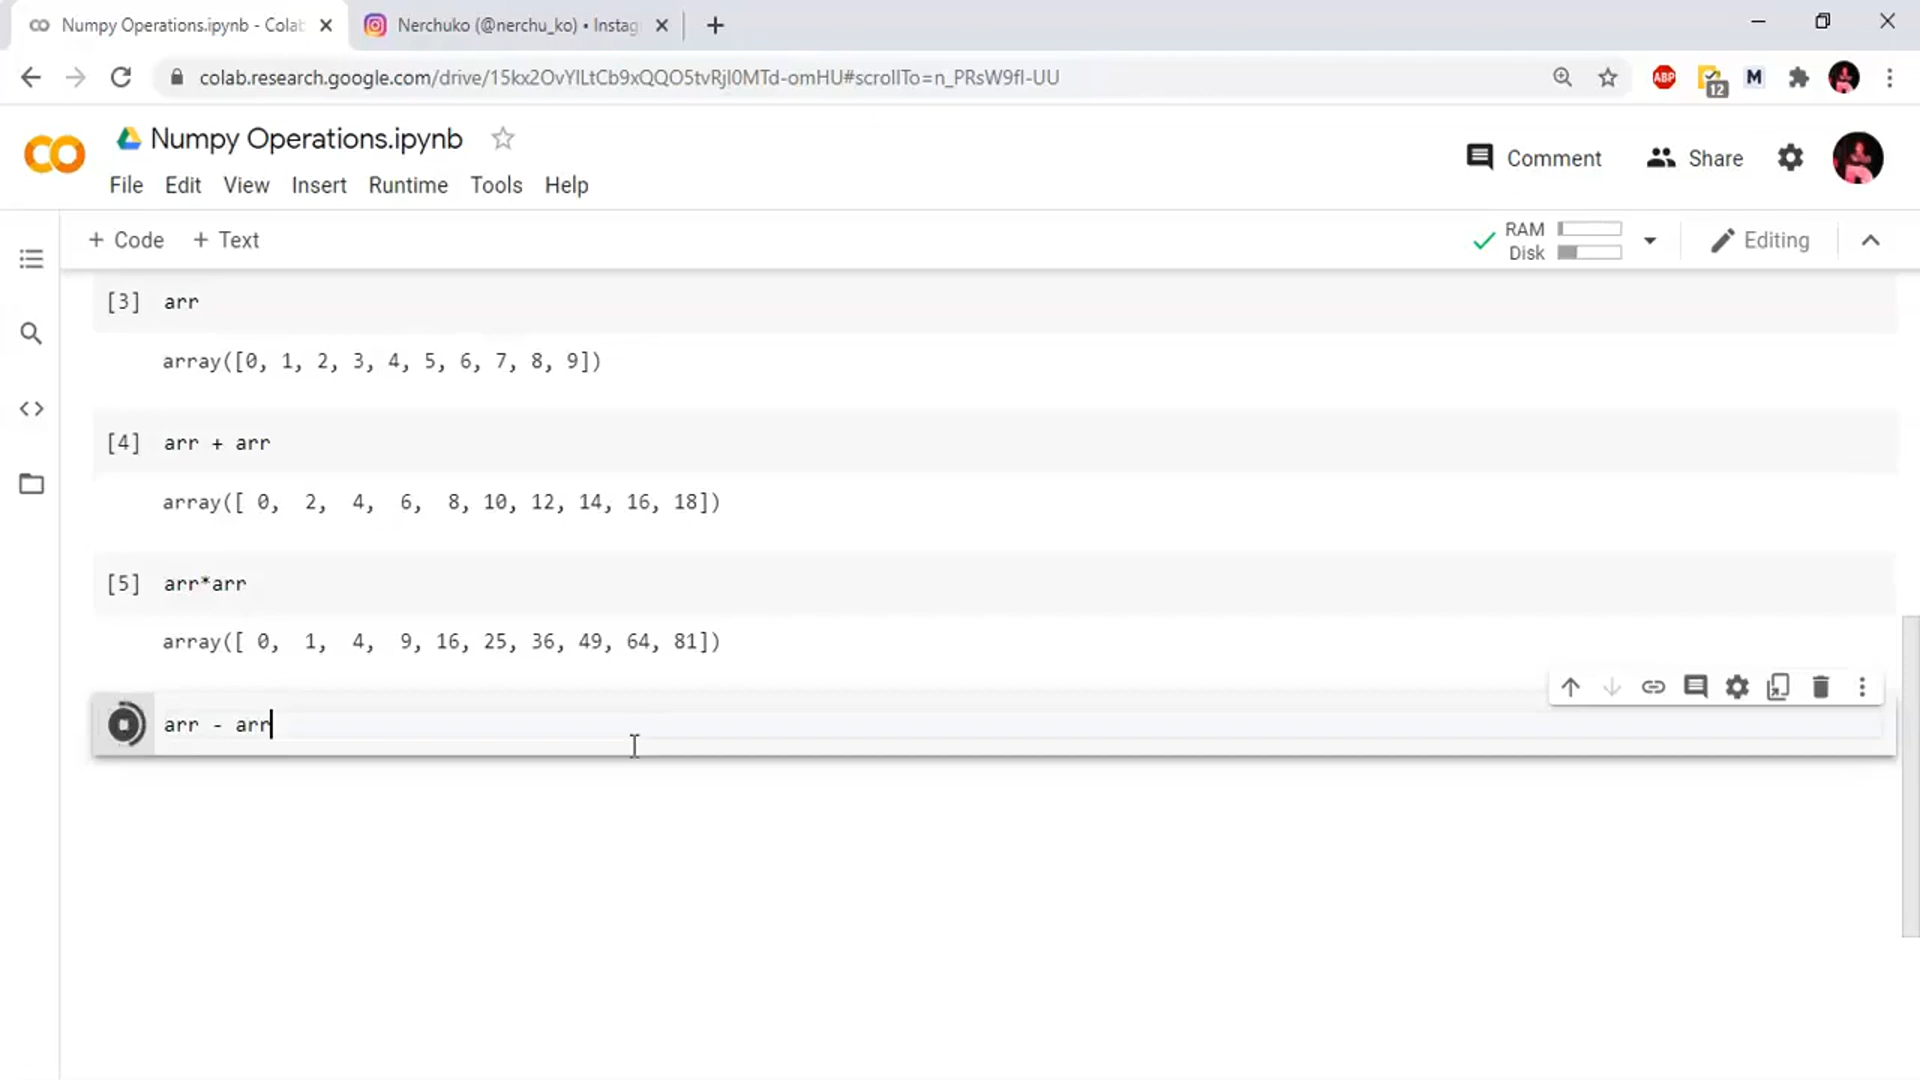 Numpy Operations.ipynb - Colab
Nerchuko (@nerchu_ko) • Instag
colab.research.google.com/drive/15kx2OvYlLtCb9xQQO5tvRjl0MTd-omHU#scrollTo=n_PRsW9fl-UU
ABP
12
M
Numpy Operations.ipynb
Comment
Share
File Edit View Insert Runtime Tools Help
+ Code + Text
RAM
Disk
Editing
[3] arr
array([0, 1, 2, 3, 4, 5, 6, 7, 8, 9])
[4] arr + arr
array([ 0,  2,  4,  6,  8, 10, 12, 14, 16, 18])
[5] arr*arr
array([ 0,  1,  4,  9, 16, 25, 36, 49, 64, 81])
arr - arr